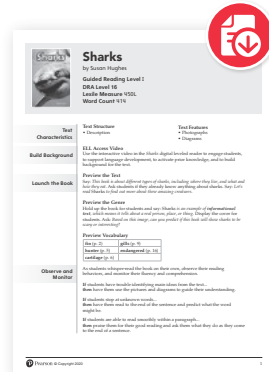 Sharks
Sharks
by Susan Hughes
Guided Reading Level I
DRA Level 16
Lexile Measure 450L
Word Count 414
Text
Characteristics
Text Structure
• Description
Text Features
• Photographs
• Diagrams
Build Background
ELL Access Video
Use the interactive video to the Sharks digital leveled reader to engage students,
to support language development, to activate prior knowledge, and to build
background for the text.
Launch the Book
Preview the Text
Say: This book is about different types of sharks, including where they live, and what and
how they eat. Ask students if they already know anything about sharks. Say: Let's
read Sharks to find out more about these amazing creatures.
Preview the Genre
Hold up the book for students and say: Sharks is an example of informational
text, which means it tells about a real person, place, or thing. Display the cover for
students. Ask: Based on this range, can you predict if this book will show sharks to be
scary or interesting?
Preview Vocabulary
fin (p. 2) gills (p. 9)
hunter (p. 3) endangered (p. 16)
cartilage (p. 6)
Observe and
Monitor
As students whisper-read the book on their own, observe their reading
behaviors, and monitor their fluency and comprehension.
If students have trouble identifying main ideas from the text...
then have them use the pictures and diagrams to guide their understanding.
If students stop at unknown words...
then have them read to the end of the sentence and predict what the word
might be.
If students are able to read smoothly within a paragraph...
then praise them for their good reading and ask them why they do as they come
to the end of a sentence.
Pearson © Copyright 2020
1